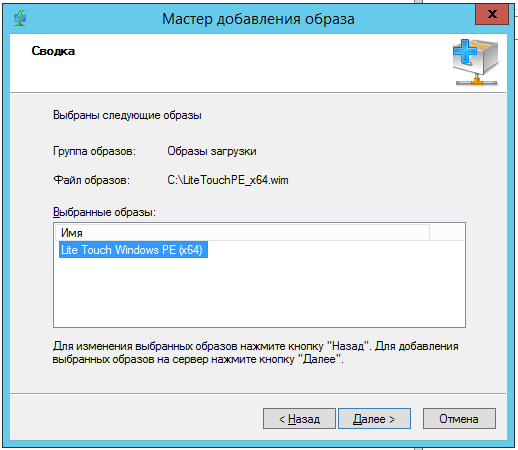 Мастер добавления образа
x
Сводка
Выбраны следующие образы
Группа образов: Образы загрузки
Файл образов: C:\LiteTouchPE_x64.wim
Выбранные образы:
Имя
Lite Touch Windows PE (x64)
Для изменения выбранных образов нажмите кнопку "Назад". Для добавления
выбранных образов на сервер нажмите кнопку "Далее".
< Назад Далее > Отмена